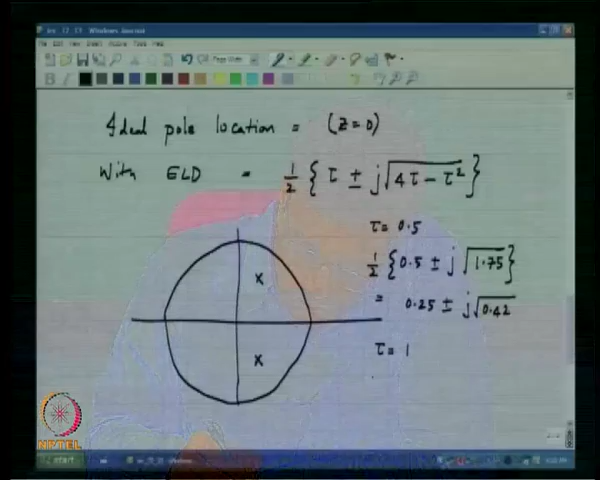 Ideal pole location = (z=0)
With ELD = 1/2 { τ ± j√(4τ - τ²) }
τ = 0.5
1/2 { 0.5 ± j √1.75 }
= 0.25 ± j√0.42
x
x
τ = 1
NPTEL
start